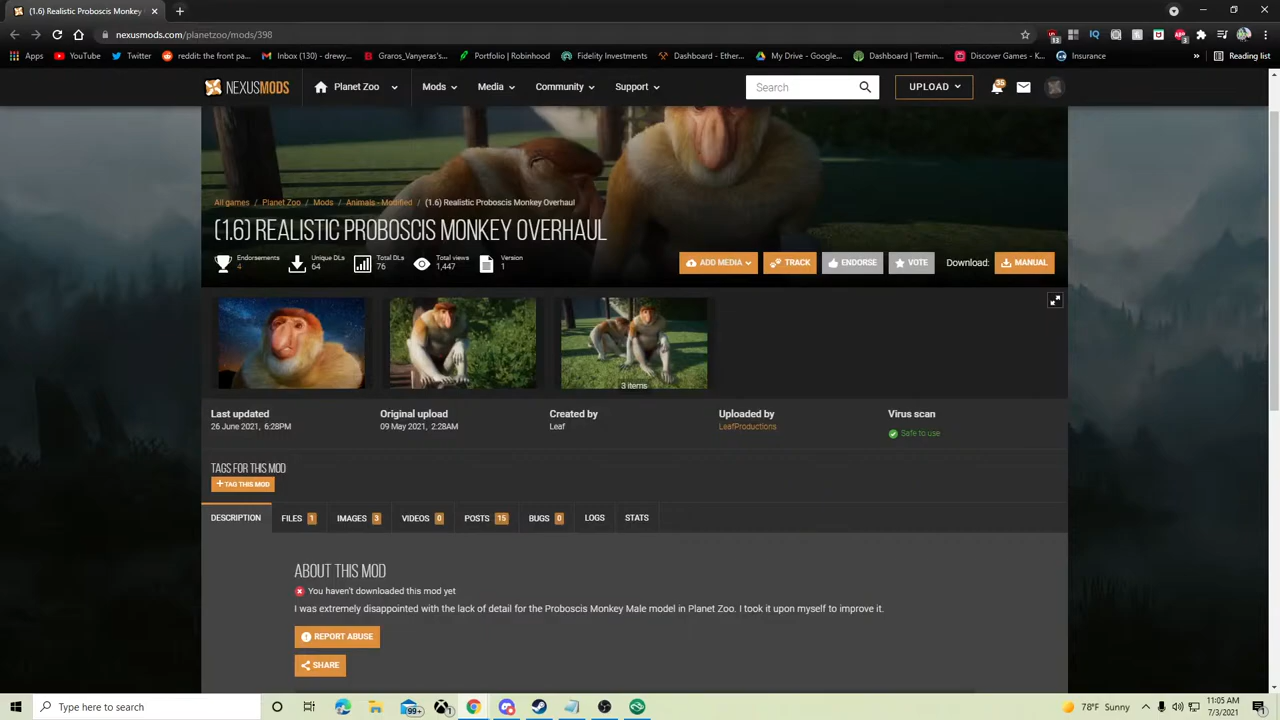 (1.6) Realistic Proboscis Monkey
nexusmods.com/planetzoo/mods/398
Apps
YouTube
Twitter
reddit: the front pa...
Inbox (130) - drewy...
Graros_Vanyeras's...
Portfolio | Robinhood
Fidelity Investments
Dashboard - Ether...
My Drive - Google...
Dashboard | Termin...
Discover Games - K...
Insurance
»
Reading list
NEXUSMODS
Planet Zoo
Mods
Media
Community
Support
Search
UPLOAD
35
All games / Planet Zoo / Mods / Animals - Modified / (1.6) Realistic Proboscis Monkey Overhaul
(1.6) REALISTIC PROBOSCIS MONKEY OVERHAUL
Endorsements
4
Unique DLs
64
Total DLs
76
Total views
1,447
Version
1
ADD MEDIA
TRACK
ENDORSE
VOTE
Download:
MANUAL
3 items
Last updated
26 June 2021, 6:28PM
Original upload
09 May 2021, 2:28AM
Created by
Leaf
Uploaded by
LeafProductions
Virus scan
Safe to use
TAGS FOR THIS MOD
+ TAG THIS MOD
DESCRIPTION
FILES 1
IMAGES 3
VIDEOS 0
POSTS 15
BUGS 0
LOGS
STATS
ABOUT THIS MOD
You haven't downloaded this mod yet
I was extremely disappointed with the lack of detail for the Proboscis Monkey Male model in Planet Zoo. I took it upon myself to improve it.
REPORT ABUSE
SHARE
Type here to search
99+
78°F Sunny
11:05 AM
7/3/2021